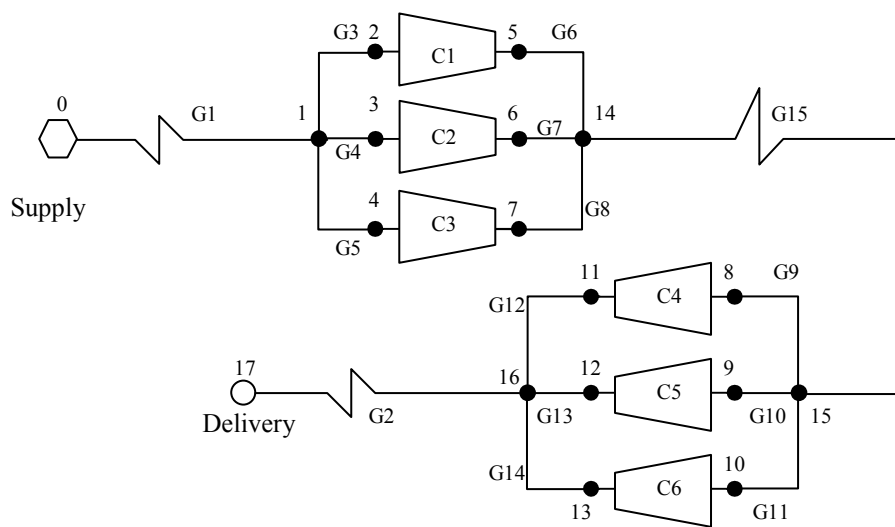 G3 2 5 G6
C1
0
G1 1 3 6 14 G15
C2
G4 G7
Supply
4 7 G8
C3
G5
11 8 G9
C4
G12
17 16 12 9
C5
G2 G13 G10 15
Delivery
G14 10
C6
13 G11